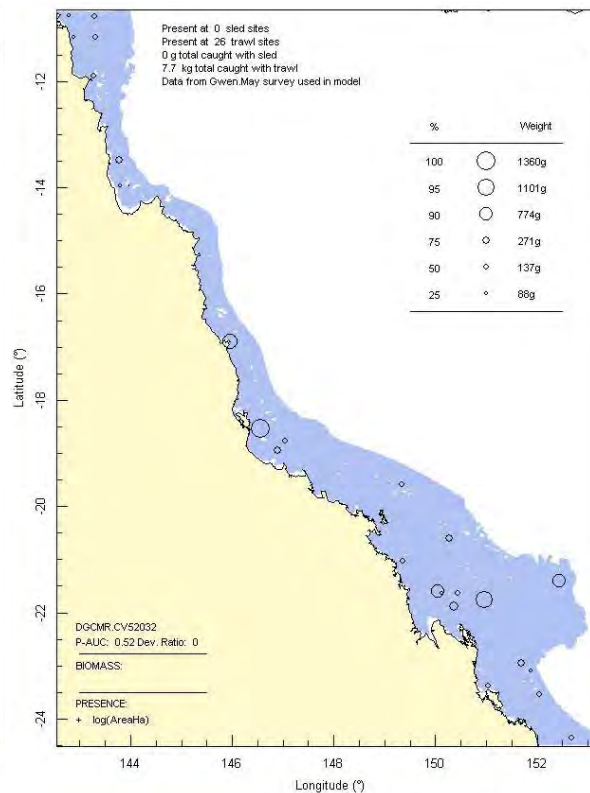 Present at 0 sled sites
Present at 26 trawl sites
0 g total caught with sled
7.7 kg total caught with trawl
Data from Gwen.May survey used in model
% Weight
100 1360g
95 1101g
90 774g
75 271g
50 137g
25 88g
-12
-14
-16
-18
-20
-22
-24
Latitude (°)
DGCMR.CV52032
P-AUC: 0.52 Dev. Ratio: 0
BIOMASS:
PRESENCE:
+ log(AreaHa)
144 146 148 150 152
Longitude (°)